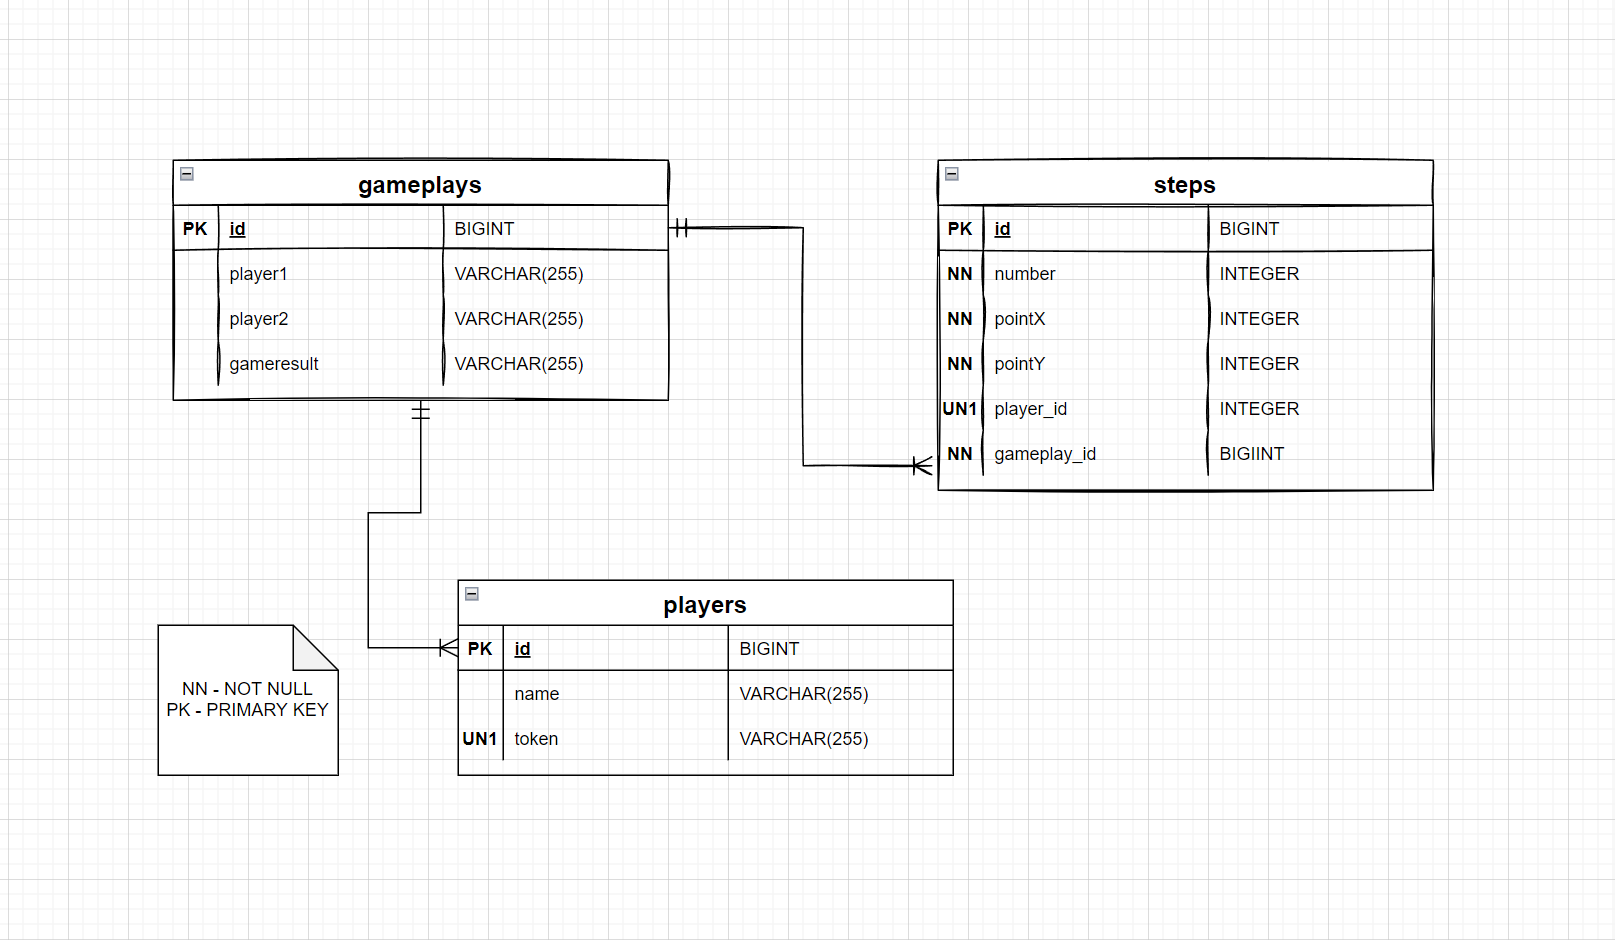 gameplays
PK id BIGINT
player1 VARCHAR(255)
player2 VARCHAR(255)
gameresult VARCHAR(255)
steps
PK id BIGINT
NN number INTEGER
NN pointX INTEGER
NN pointY INTEGER
UN1 player_id INTEGER
NN gameplay_id BIGIINT
players
PK id BIGINT
name VARCHAR(255)
UN1 token VARCHAR(255)
NN - NOT NULL
PK - PRIMARY KEY